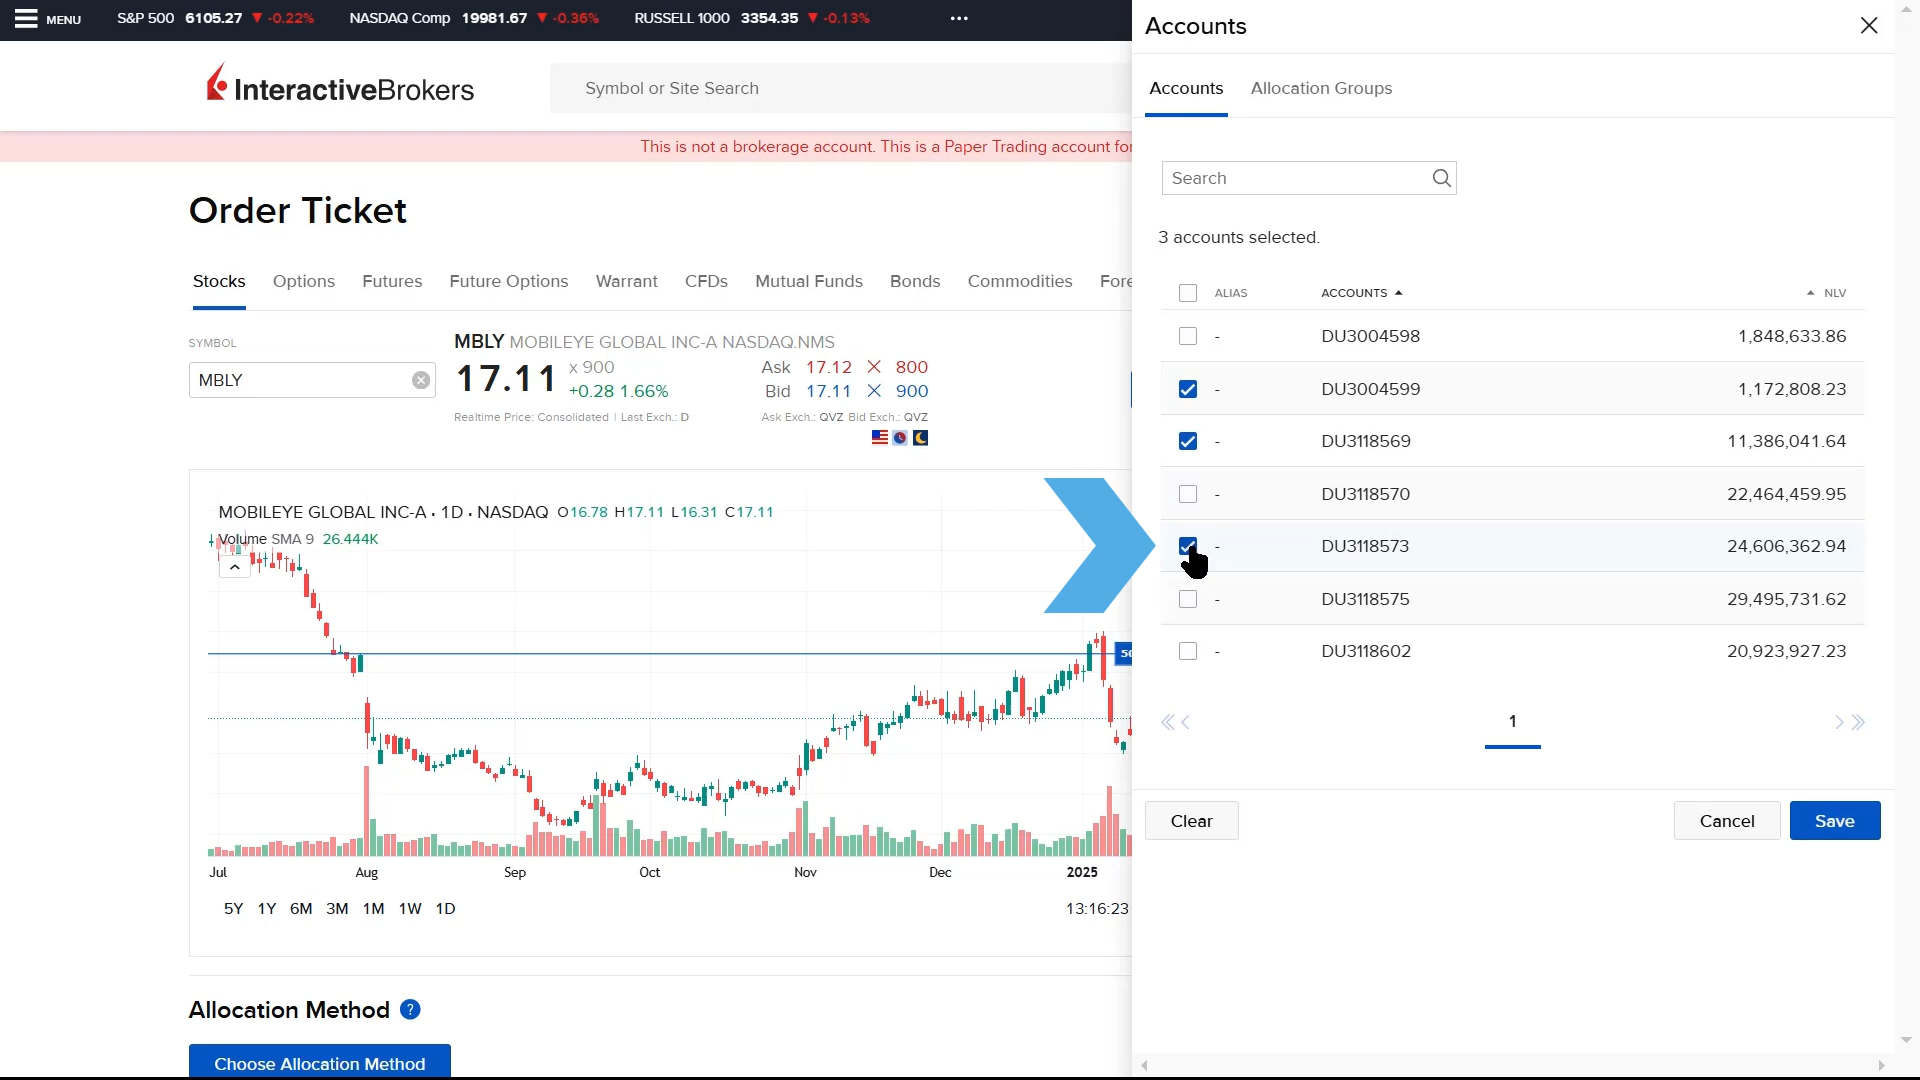 MENU
S&P 500 6105.27 ▼ -0.22%
NASDAQ Comp 19981.67 ▼ -0.36%
RUSSELL 1000 3354.35 ▼ -0.13%
•••
InteractiveBrokers
Symbol or Site Search
This is not a brokerage account. This is a Paper Trading account for
Order Ticket
Stocks Options Futures Future Options Warrant CFDs Mutual Funds Bonds Commodities Fore
SYMBOL
MBLY
MBLY MOBILEYE GLOBAL INC-A NASDAQ.NMS
17.11
x 900
+0.28 1.66%
Ask 17.12 X 800
Bid 17.11 X 900
Realtime Price: Consolidated | Last Exch.: D
Ask Exch.: QVZ Bid Exch.: QVZ
MOBILEYE GLOBAL INC-A · 1D · NASDAQ O16.78 H17.11 L16.31 C17.11
Volume SMA 9 26.444K
50
Jul Aug Sep Oct Nov Dec 2025
5Y 1Y 6M 3M 1M 1W 1D
13:16:23
Allocation Method ?
Choose Allocation Method
Accounts
Accounts Allocation Groups
Search
3 accounts selected.
ALIAS ACCOUNTS NLV
- DU3004598 1,848,633.86
- DU3004599 1,172,808.23
- DU3118569 11,386,041.64
- DU3118570 22,464,459.95
- DU3118573 24,606,362.94
- DU3118575 29,495,731.62
- DU3118602 20,923,927.23
1
Clear Cancel Save